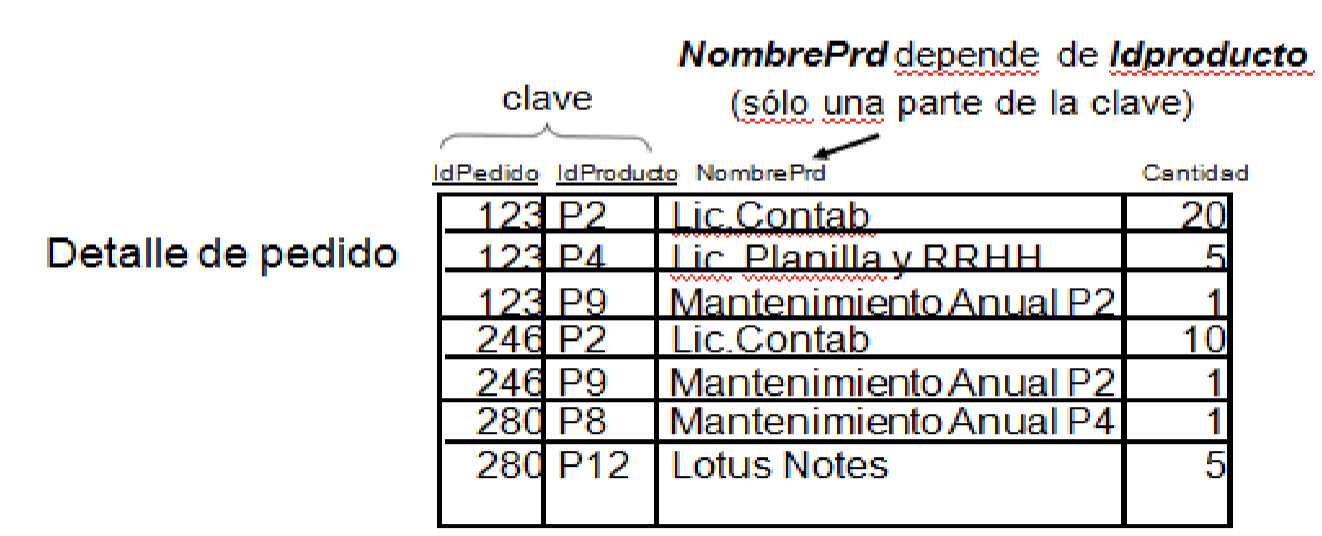 NombrePrd depende de Idproducto
(sólo una parte de la clave)
clave
IdPedido IdProducto NombrePrd Cantidad
Detalle de pedido
123 P2 Lic.Contab 20
123 P4 Lic. Planilla y RRHH 5
123 P9 Mantenimiento Anual P2 1
246 P2 Lic.Contab 10
246 P9 Mantenimiento Anual P2 1
280 P8 Mantenimiento Anual P4 1
280 P12 Lotus Notes 5